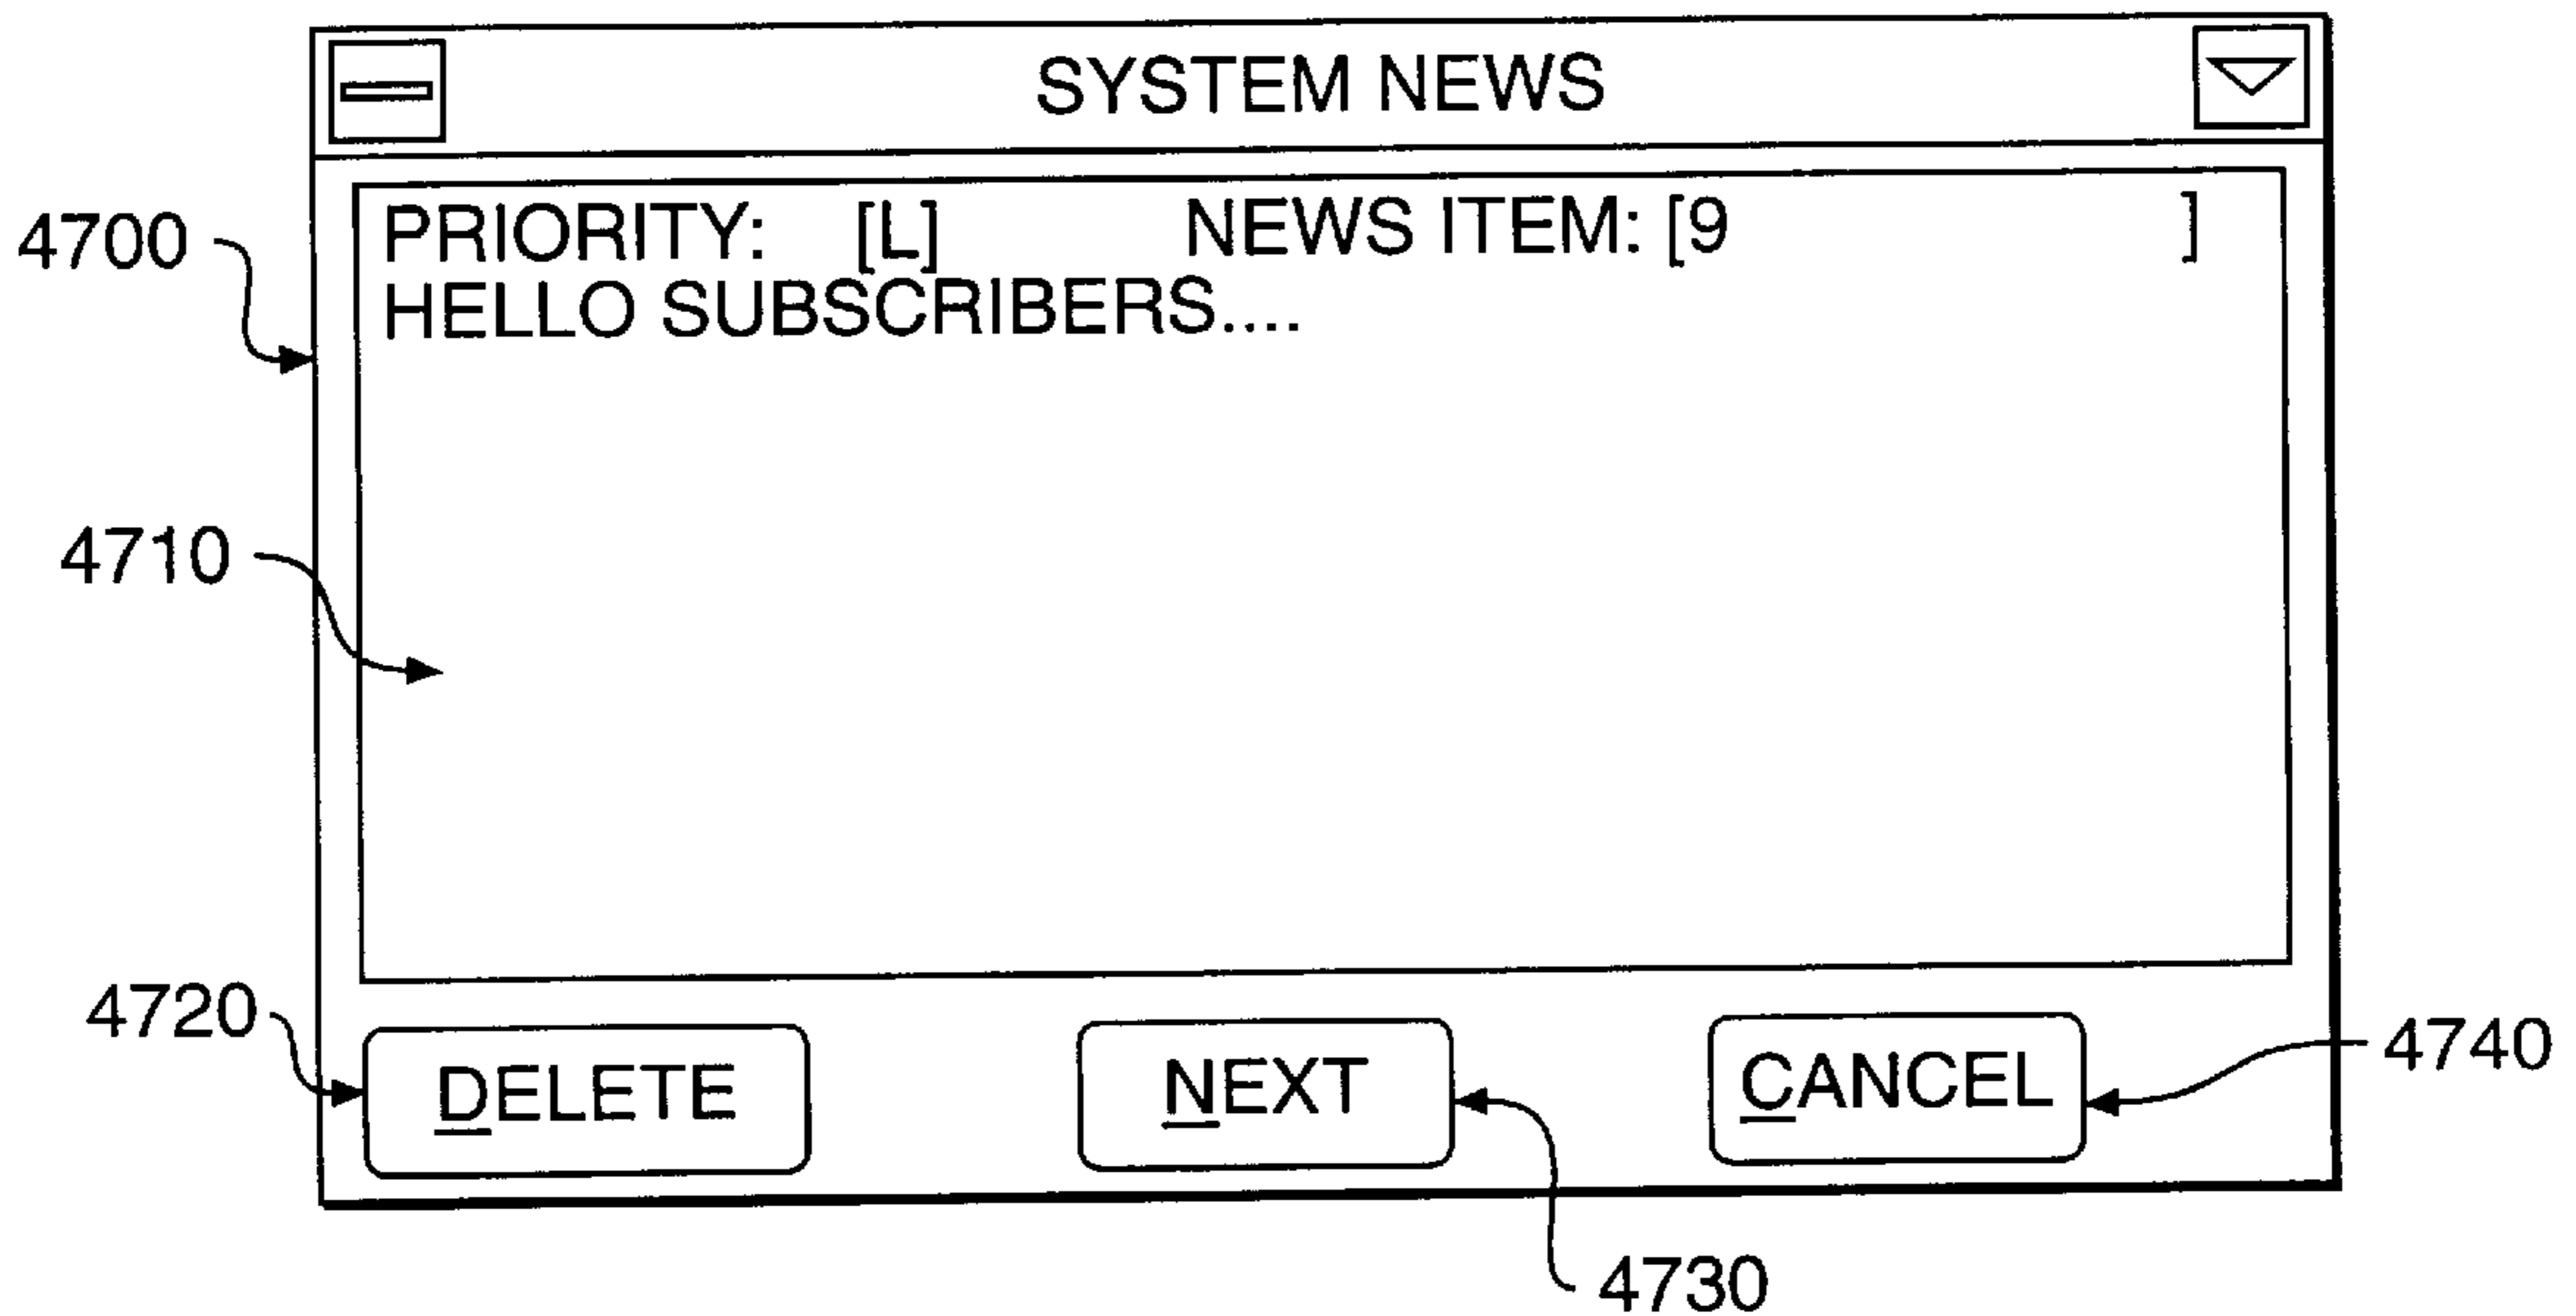 SYSTEM NEWS
4700
PRIORITY: [L] NEWS ITEM: [9 ]
HELLO SUBSCRIBERS....
4710
4720
DELETE NEXT CANCEL
4740
4730